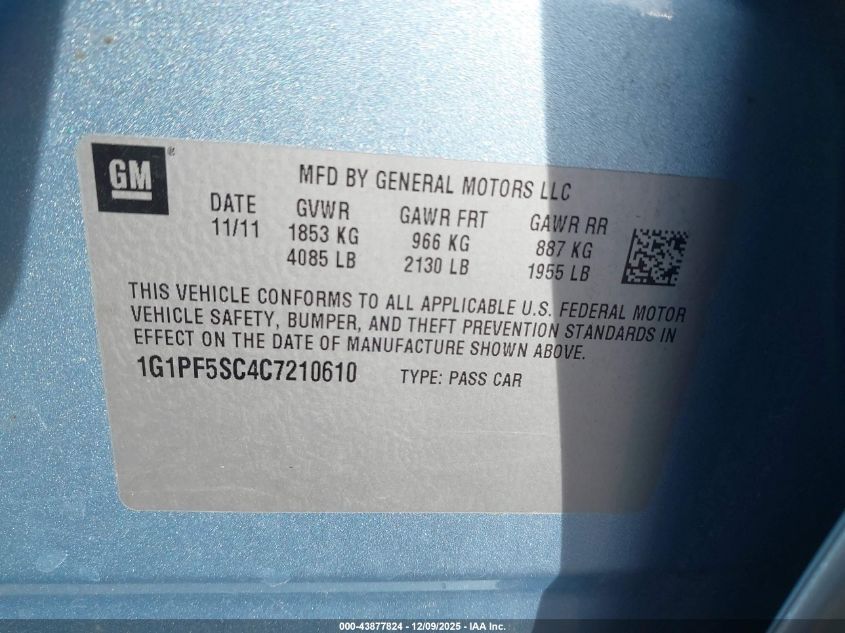 GM®
MFD BY GENERAL MOTORS LLC
DATE GVWR GAWR FRT GAWR RR
11/11 1853 KG 966 KG 887 KG
4085 LB 2130 LB 1955 LB
THIS VEHICLE CONFORMS TO ALL APPLICABLE U.S. FEDERAL MOTOR
VEHICLE SAFETY, BUMPER, AND THEFT PREVENTION STANDARDS IN
EFFECT ON THE DATE OF MANUFACTURE SHOWN ABOVE.
1G1PF5SC4C7210610 TYPE: PASS CAR
000-43877824 | 12/09/2025 - IAA Inc.